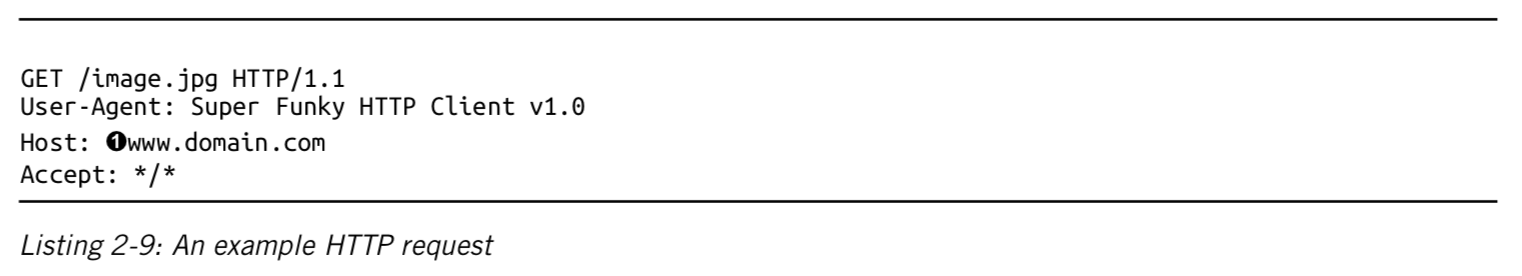 GET /image.jpg HTTP/1.1
User-Agent: Super Funky HTTP Client v1.0
Host: ❶www.domain.com
Accept: */*
Listing 2-9: An example HTTP request